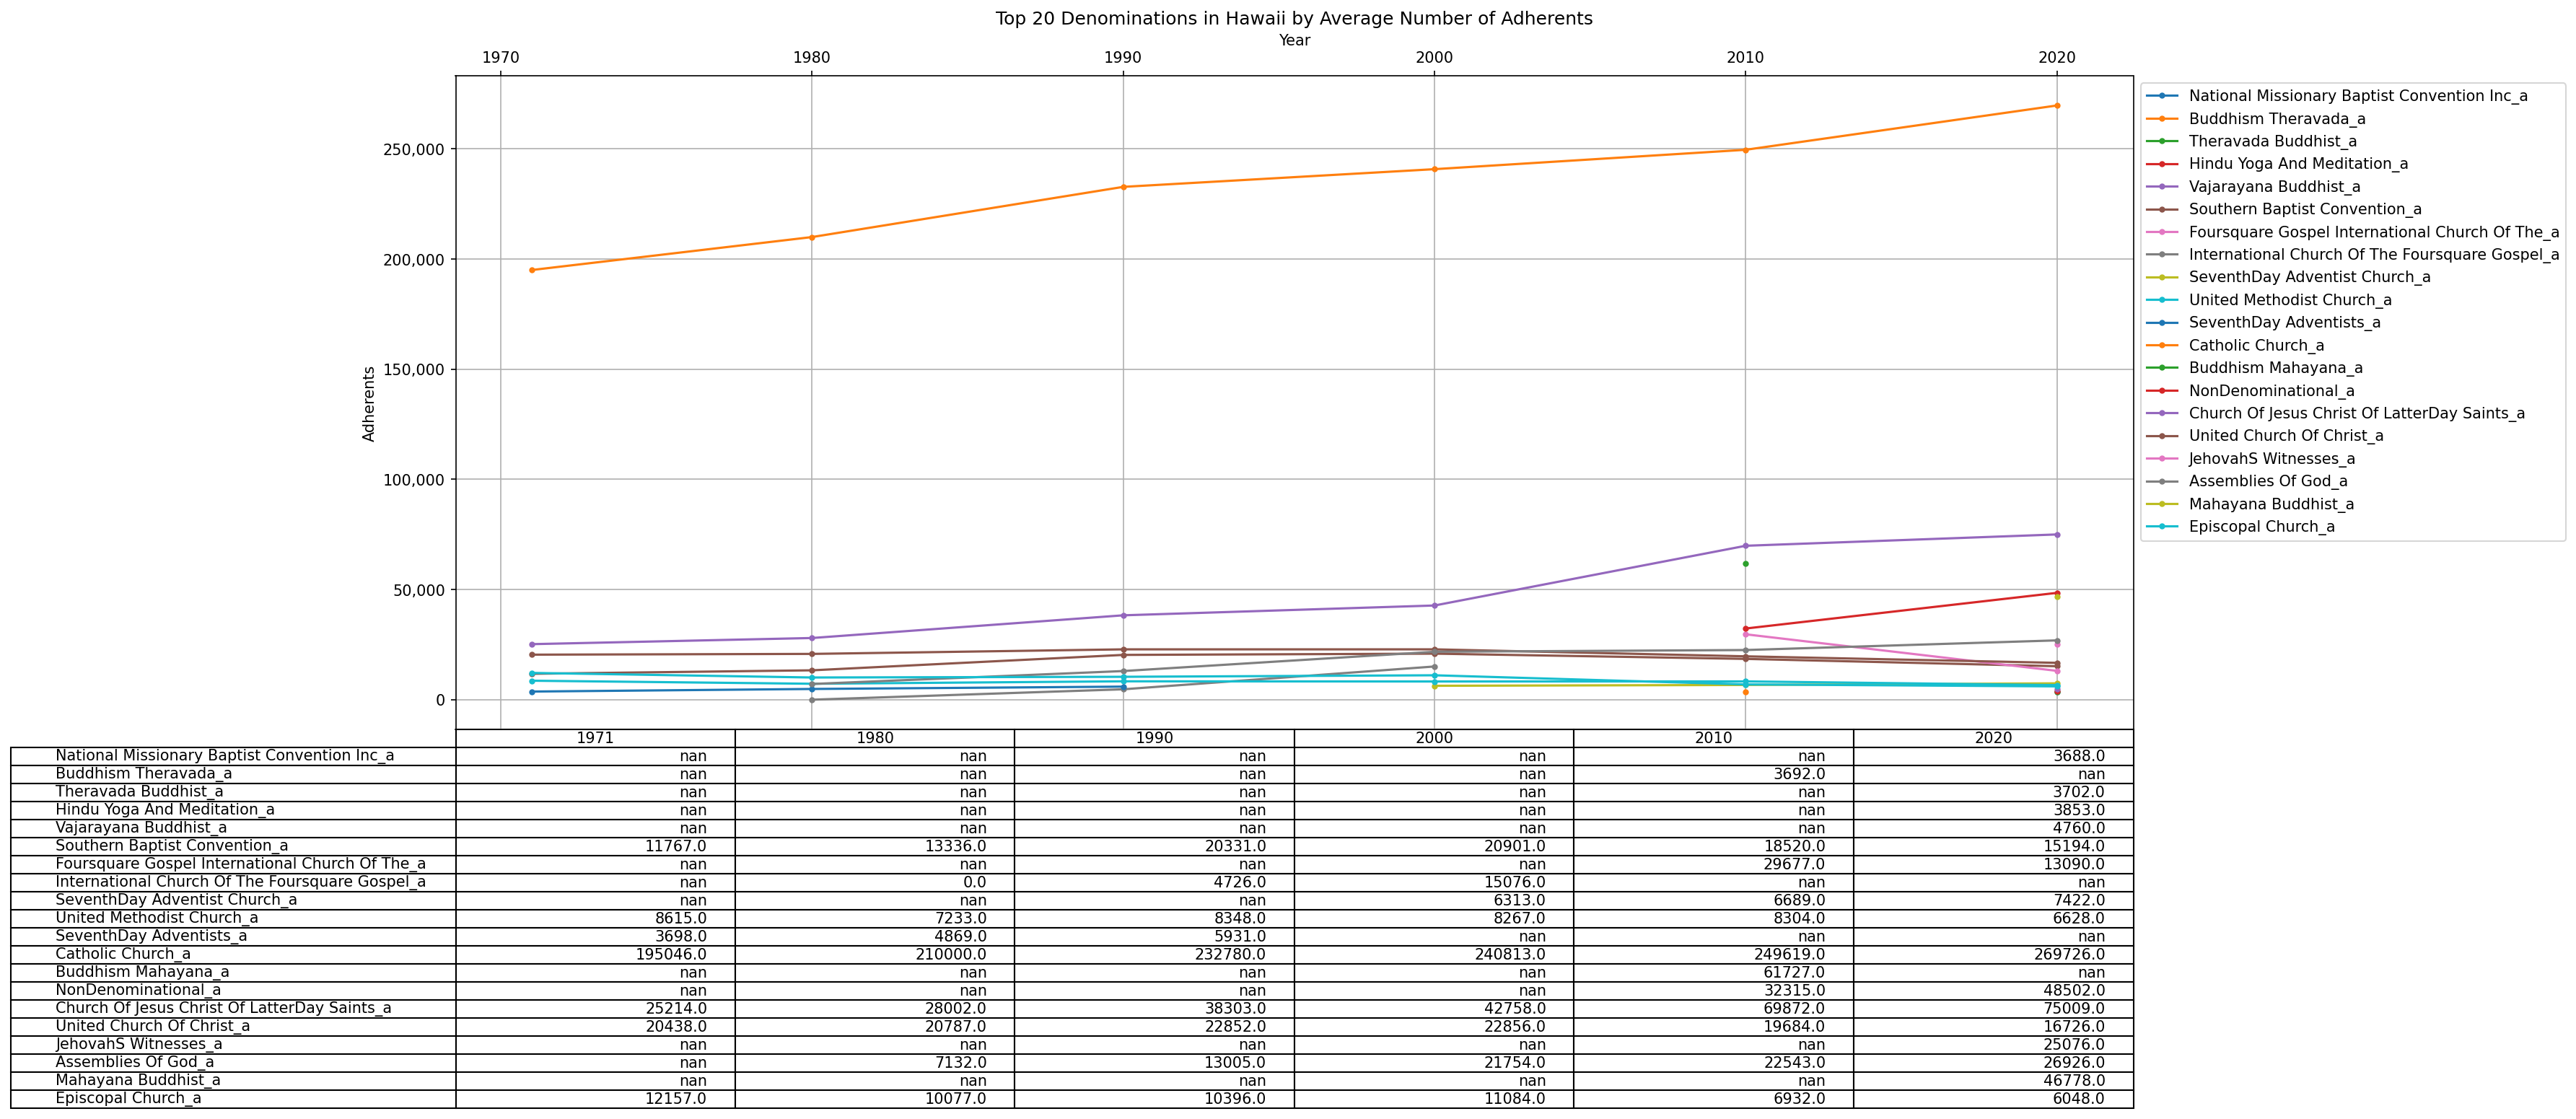 Top 20 Denominations in Hawaii by Average Number of Adherents
Year
1970 1980 1990 2000 2010 2020
250,000
200,000
150,000
100,000
50,000
0
Adherents
National Missionary Baptist Convention Inc_a
Buddhism Theravada_a
Theravada Buddhist_a
Hindu Yoga And Meditation_a
Vajarayana Buddhist_a
Southern Baptist Convention_a
Foursquare Gospel International Church Of The_a
International Church Of The Foursquare Gospel_a
SeventhDay Adventist Church_a
United Methodist Church_a
SeventhDay Adventists_a
Catholic Church_a
Buddhism Mahayana_a
NonDenominational_a
Church Of Jesus Christ Of LatterDay Saints_a
United Church Of Christ_a
JehovahS Witnesses_a
Assemblies Of God_a
Mahayana Buddhist_a
Episcopal Church_a
1971 1980 1990 2000 2010 2020
National Missionary Baptist Convention Inc_a nan nan nan nan nan 3688.0
Buddhism Theravada_a nan nan nan nan 3692.0 nan
Theravada Buddhist_a nan nan nan nan nan 3702.0
Hindu Yoga And Meditation_a nan nan nan nan nan 3853.0
Vajarayana Buddhist_a nan nan nan nan nan 4760.0
Southern Baptist Convention_a 11767.0 13336.0 20331.0 20901.0 18520.0 15194.0
Foursquare Gospel International Church Of The_a nan nan nan nan 29677.0 13090.0
International Church Of The Foursquare Gospel_a nan 0.0 4726.0 15076.0 nan nan
SeventhDay Adventist Church_a nan nan nan 6313.0 6689.0 7422.0
United Methodist Church_a 8615.0 7233.0 8348.0 8267.0 8304.0 6628.0
SeventhDay Adventists_a 3698.0 4869.0 5931.0 nan nan nan
Catholic Church_a 195046.0 210000.0 232780.0 240813.0 249619.0 269726.0
Buddhism Mahayana_a nan nan nan nan 61727.0 nan
NonDenominational_a nan nan nan nan 32315.0 48502.0
Church Of Jesus Christ Of LatterDay Saints_a 25214.0 28002.0 38303.0 42758.0 69872.0 75009.0
United Church Of Christ_a 20438.0 20787.0 22852.0 22856.0 19684.0 16726.0
JehovahS Witnesses_a nan nan nan nan nan 25076.0
Assemblies Of God_a nan 7132.0 13005.0 21754.0 22543.0 26926.0
Mahayana Buddhist_a nan nan nan nan nan 46778.0
Episcopal Church_a 12157.0 10077.0 10396.0 11084.0 6932.0 6048.0